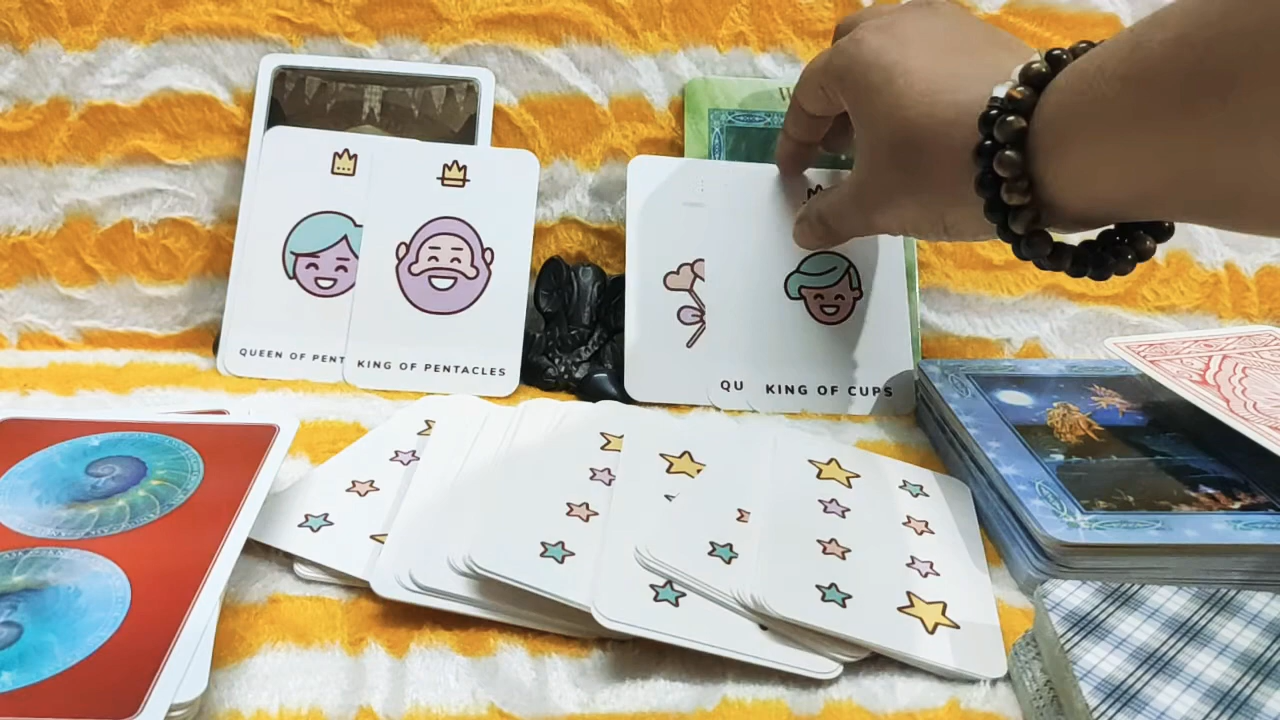 QUEEN OF PENT
KING OF PENTACLES
QU
KING OF CUPS